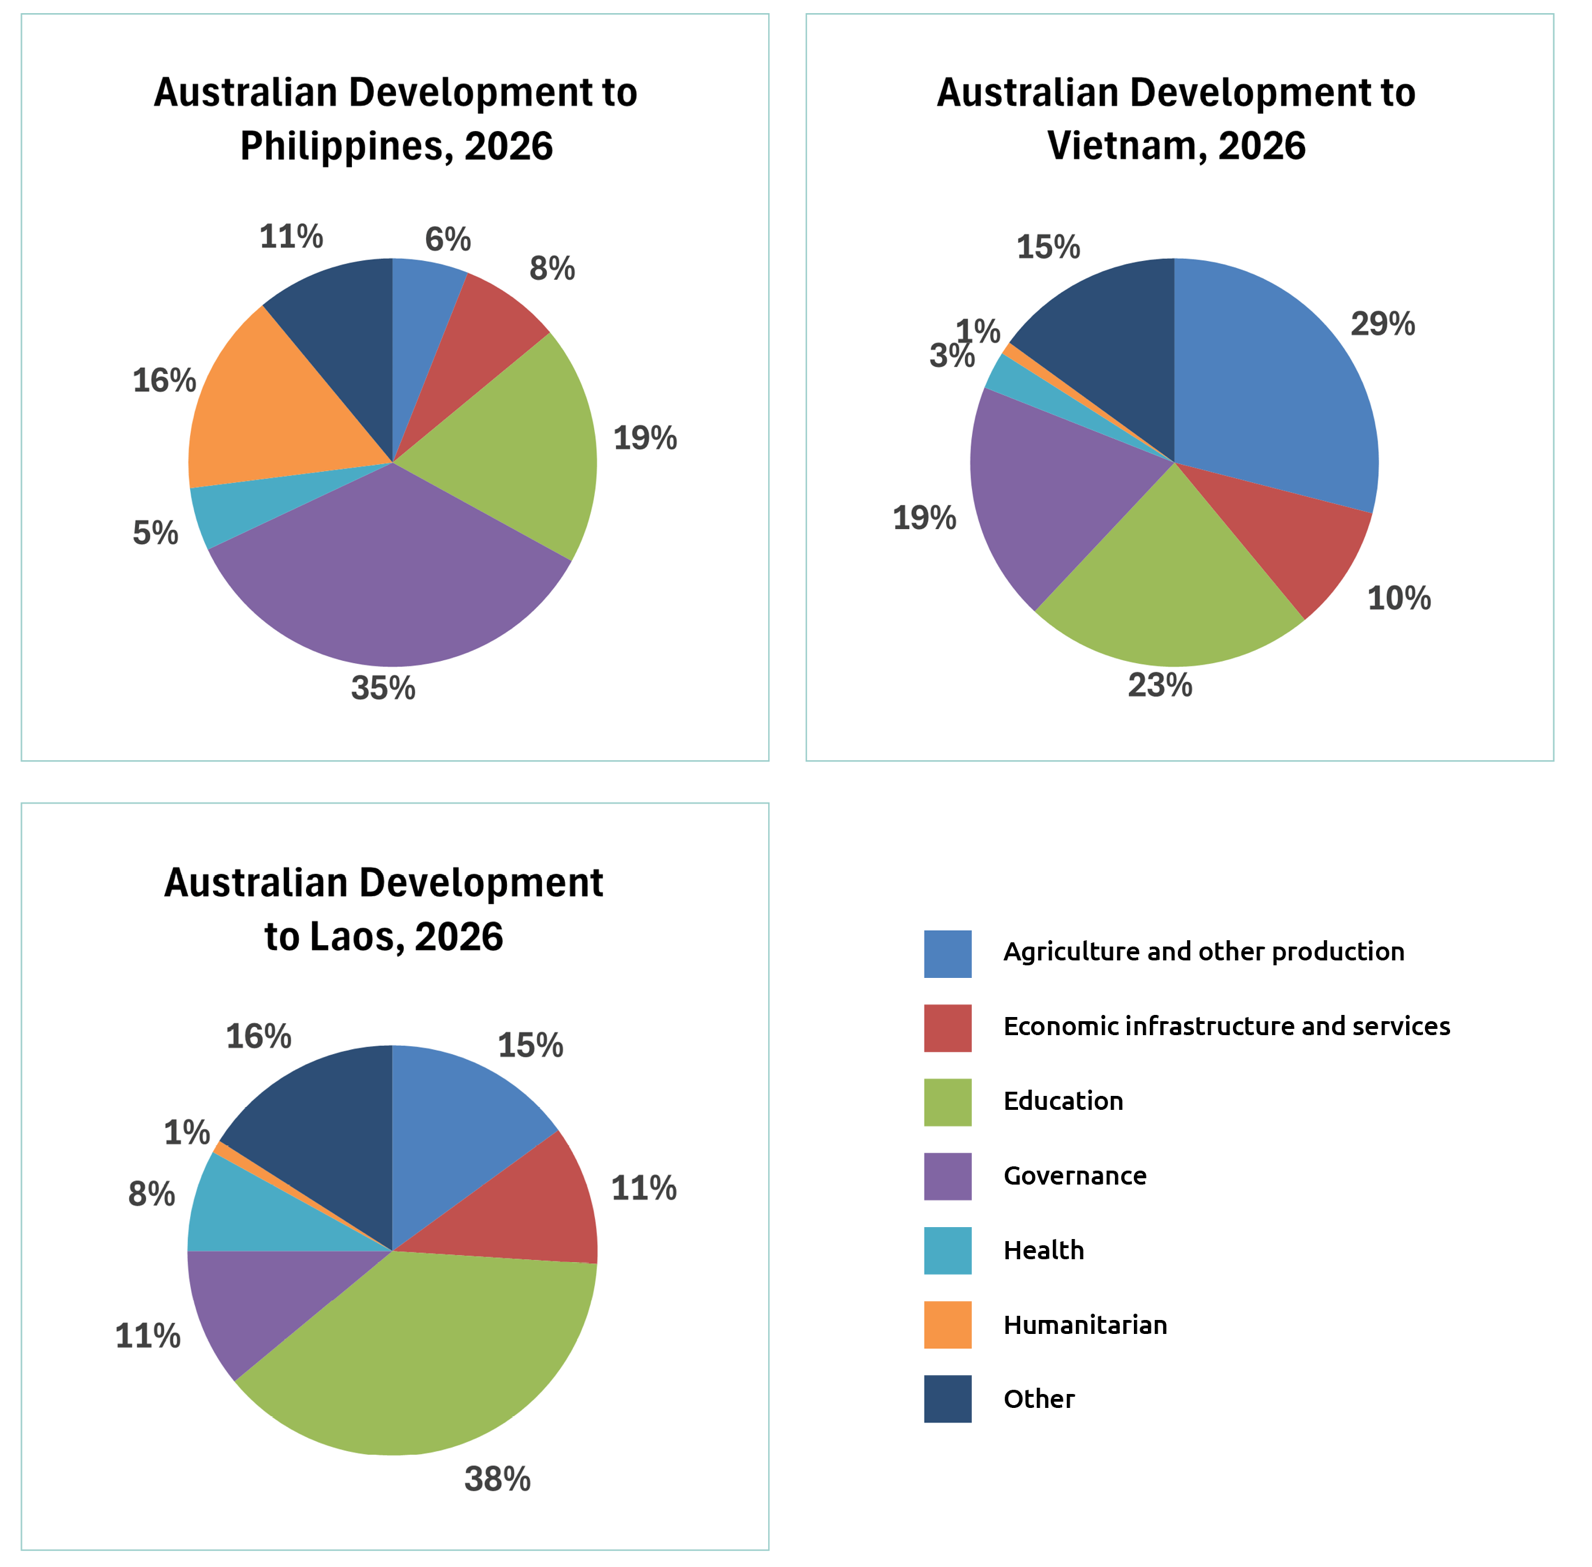 Australian Development to
Philippines, 2026
11%
6%
8%
16%
19%
5%
35%
Australian Development to
Vietnam, 2026
15%
29%
1%
3%
19%
10%
23%
Australian Development
to Laos, 2026
16%
15%
1%
8%
11%
11%
38%
Agriculture and other production
Economic infrastructure and services
Education
Governance
Health
Humanitarian
Other